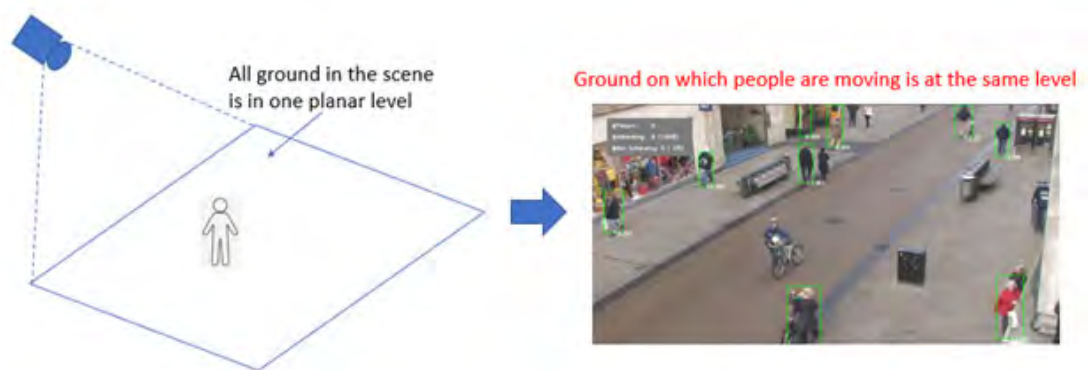 All ground in the scene
is in one planar level
Ground on which people are moving is at the same level